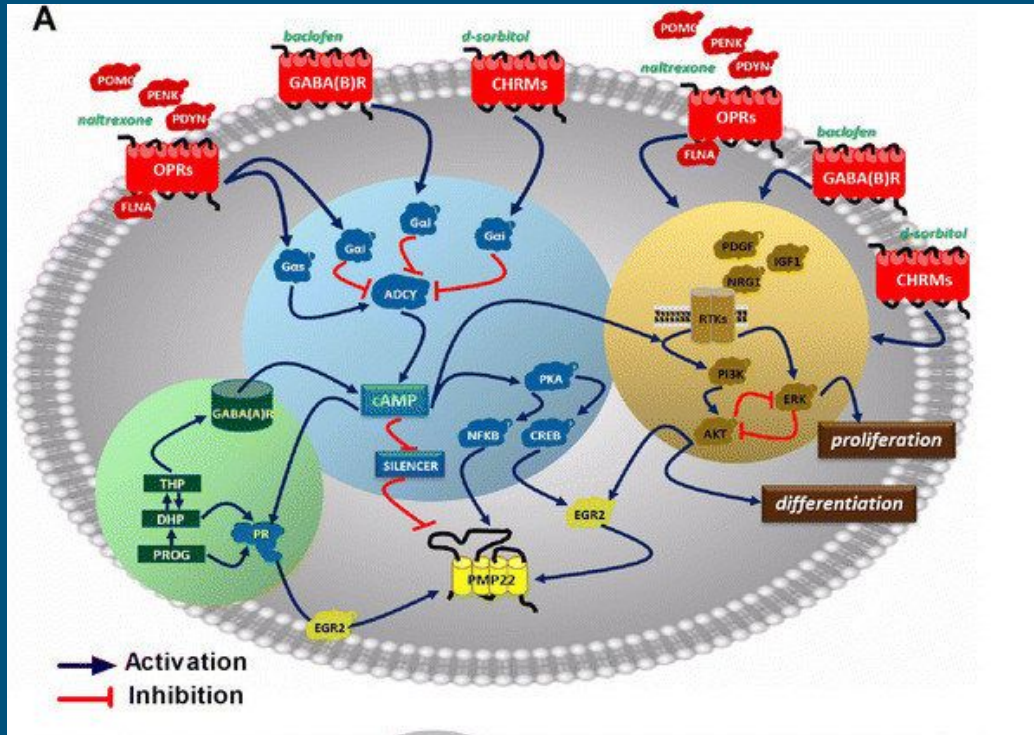 A
POMC
PENK
PDYN
naltrexone
OPRs
FLNA
baclofen
GABA(B)R
d-sorbitol
CHRMs
POMC
PENK
PDYN
naltrexone
OPRs
FLNA
baclofen
GABA(B)R
d-sorbitol
CHRMs
Gαs
Gαi
Gαi
Gαi
ADCY
cAMP
SILENCER
PKA
NFKB
CREB
PDGF
IGF1
NRG1
RTKs
PI3K
ERK
AKT
proliferation
differentiation
GABA(A)R
THP
DHP
PROG
PR
EGR2
EGR2
PMP22
Activation
Inhibition